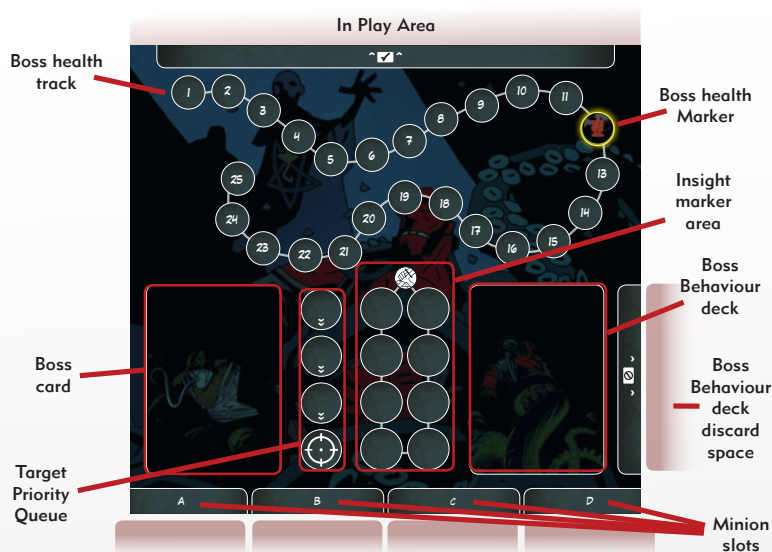 In Play Area
Boss health
track
1
2
3
4
5
6
7
8
9
10
11
13
14
15
16
17
18
19
20
21
22
23
24
25
Boss health
Marker
Insight
marker
area
Boss
Behaviour
deck
Boss
card
Boss
Behaviour
deck
discard
space
Target
Priority
Queue
A
B
C
D
Minion
slots